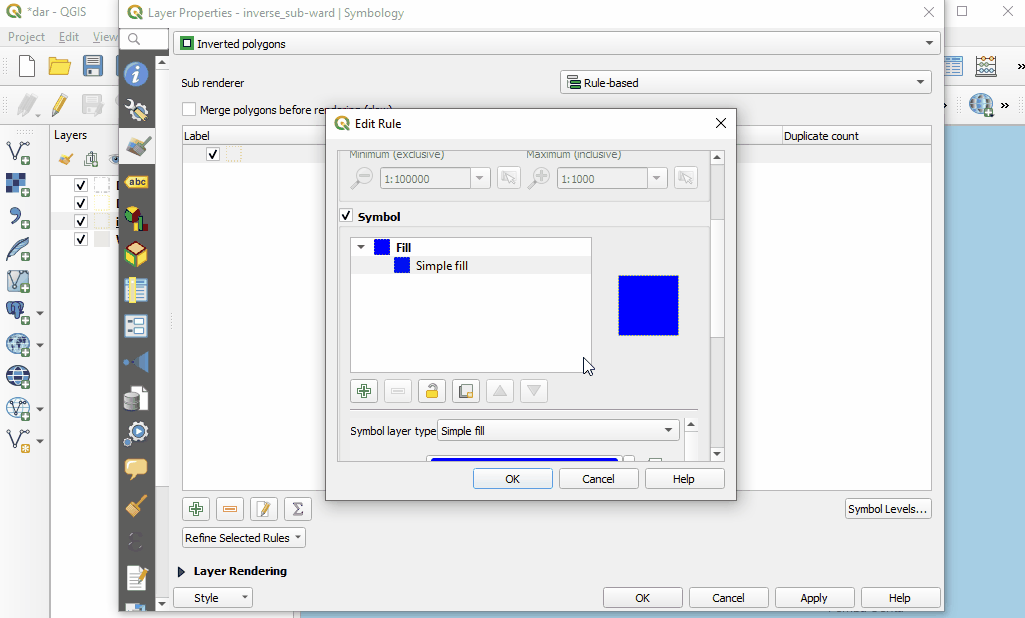 *dar - QGIS
Layer Properties - inverse_sub-ward | Symbology
Project Edit View
Inverted polygons
Sub renderer
Rule-based
Merge polygons before rendering (slow)
Layers
Label
Duplicate count
Edit Rule
Minimum (exclusive)
Maximum (inclusive)
1:100000
1:1000
abc
Symbol
Fill
Simple fill
Symbol layer type
Simple fill
OK
Cancel
Help
Symbol Levels...
Refine Selected Rules
Layer Rendering
Style
OK
Cancel
Apply
Help